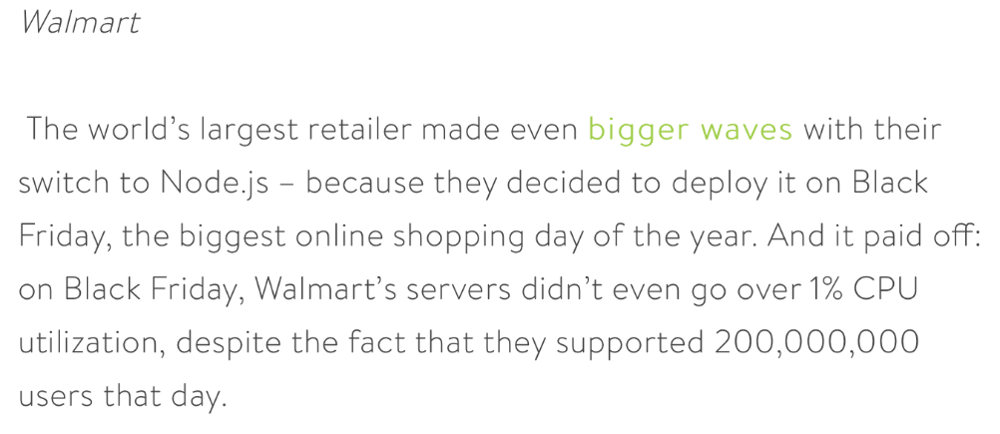 Walmart
The world’s largest retailer made even bigger waves with their
switch to Node.js – because they decided to deploy it on Black
Friday, the biggest online shopping day of the year. And it paid off:
on Black Friday, Walmart’s servers didn’t even go over 1% CPU
utilization, despite the fact that they supported 200,000,000
users that day.